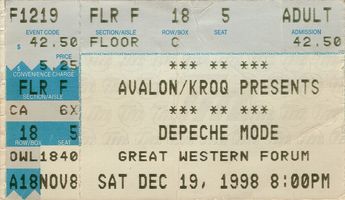 F1219 FLR F 18 5 ADULT
EVENT CODE SECTION/AISLE ROW/BOX SEAT ADMISSION
$ 42.50 FLOOR C 42.50
PRICE
5.25
CONVENIENCE CHARGE
*** ** ***
FLR F AVALON/KROQ PRESENTS
SECTION/AISLE
CA 6X *** ** ***
18 5 DEPECHE MODE
ROW/BOX SEAT
OWL1840 GREAT WESTERN FORUM
A18NOV8 SAT DEC 19, 1998 8:00PM